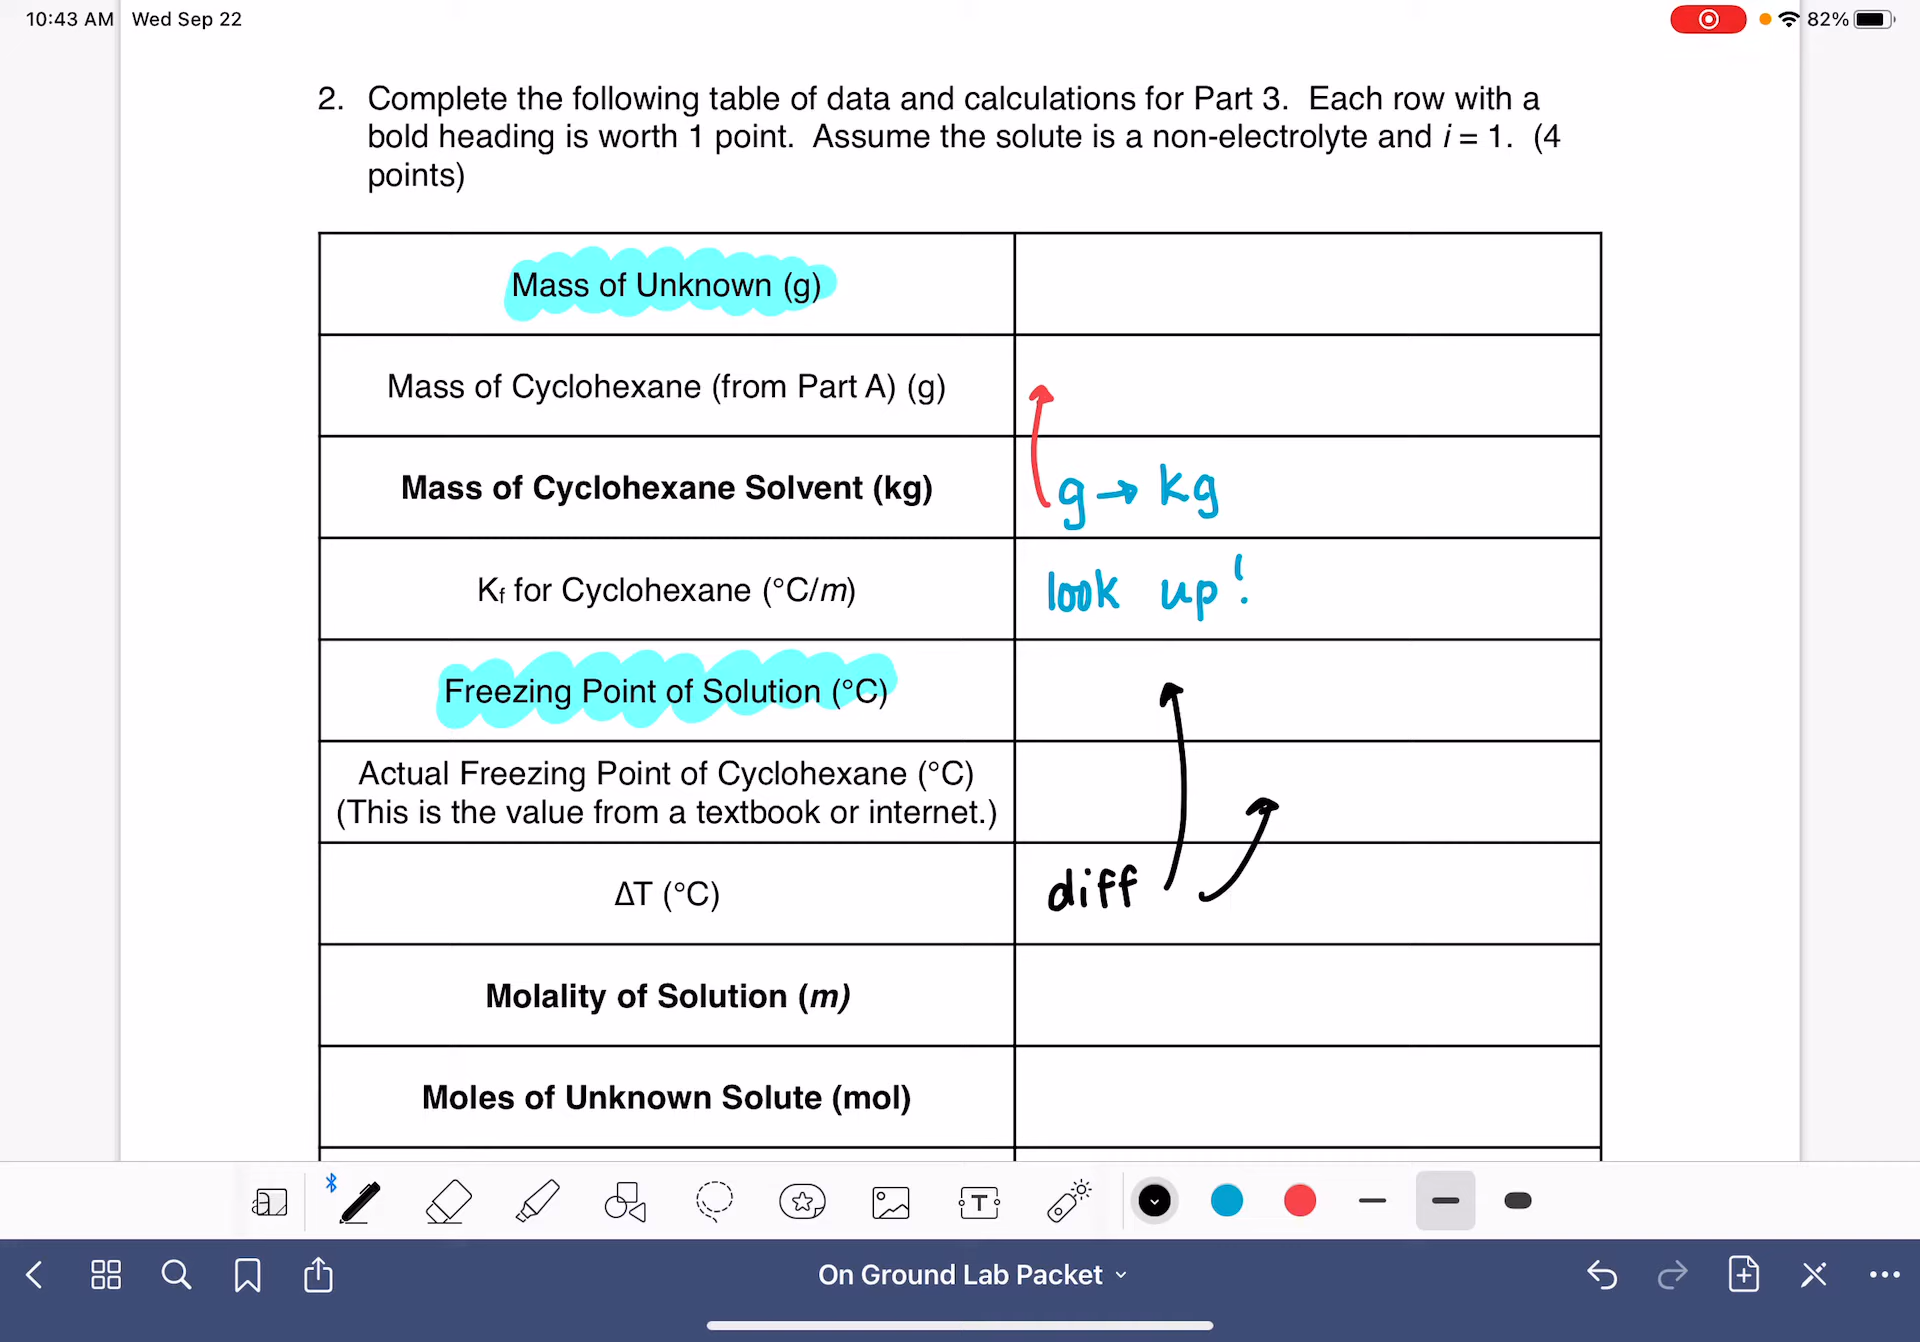 10:43 AM Wed Sep 22
82%
2. Complete the following table of data and calculations for Part 3. Each row with a
bold heading is worth 1 point. Assume the solute is a non-electrolyte and i = 1. (4
points)
Mass of Unknown (g)
Mass of Cyclohexane (from Part A) (g)
Mass of Cyclohexane Solvent (kg)
g → kg
Kf for Cyclohexane (°C/m)
look up!
Freezing Point of Solution (°C)
Actual Freezing Point of Cyclohexane (°C)
(This is the value from a textbook or internet.)
ΔT (°C)
diff
Molality of Solution (m)
Moles of Unknown Solute (mol)
a
T
On Ground Lab Packet